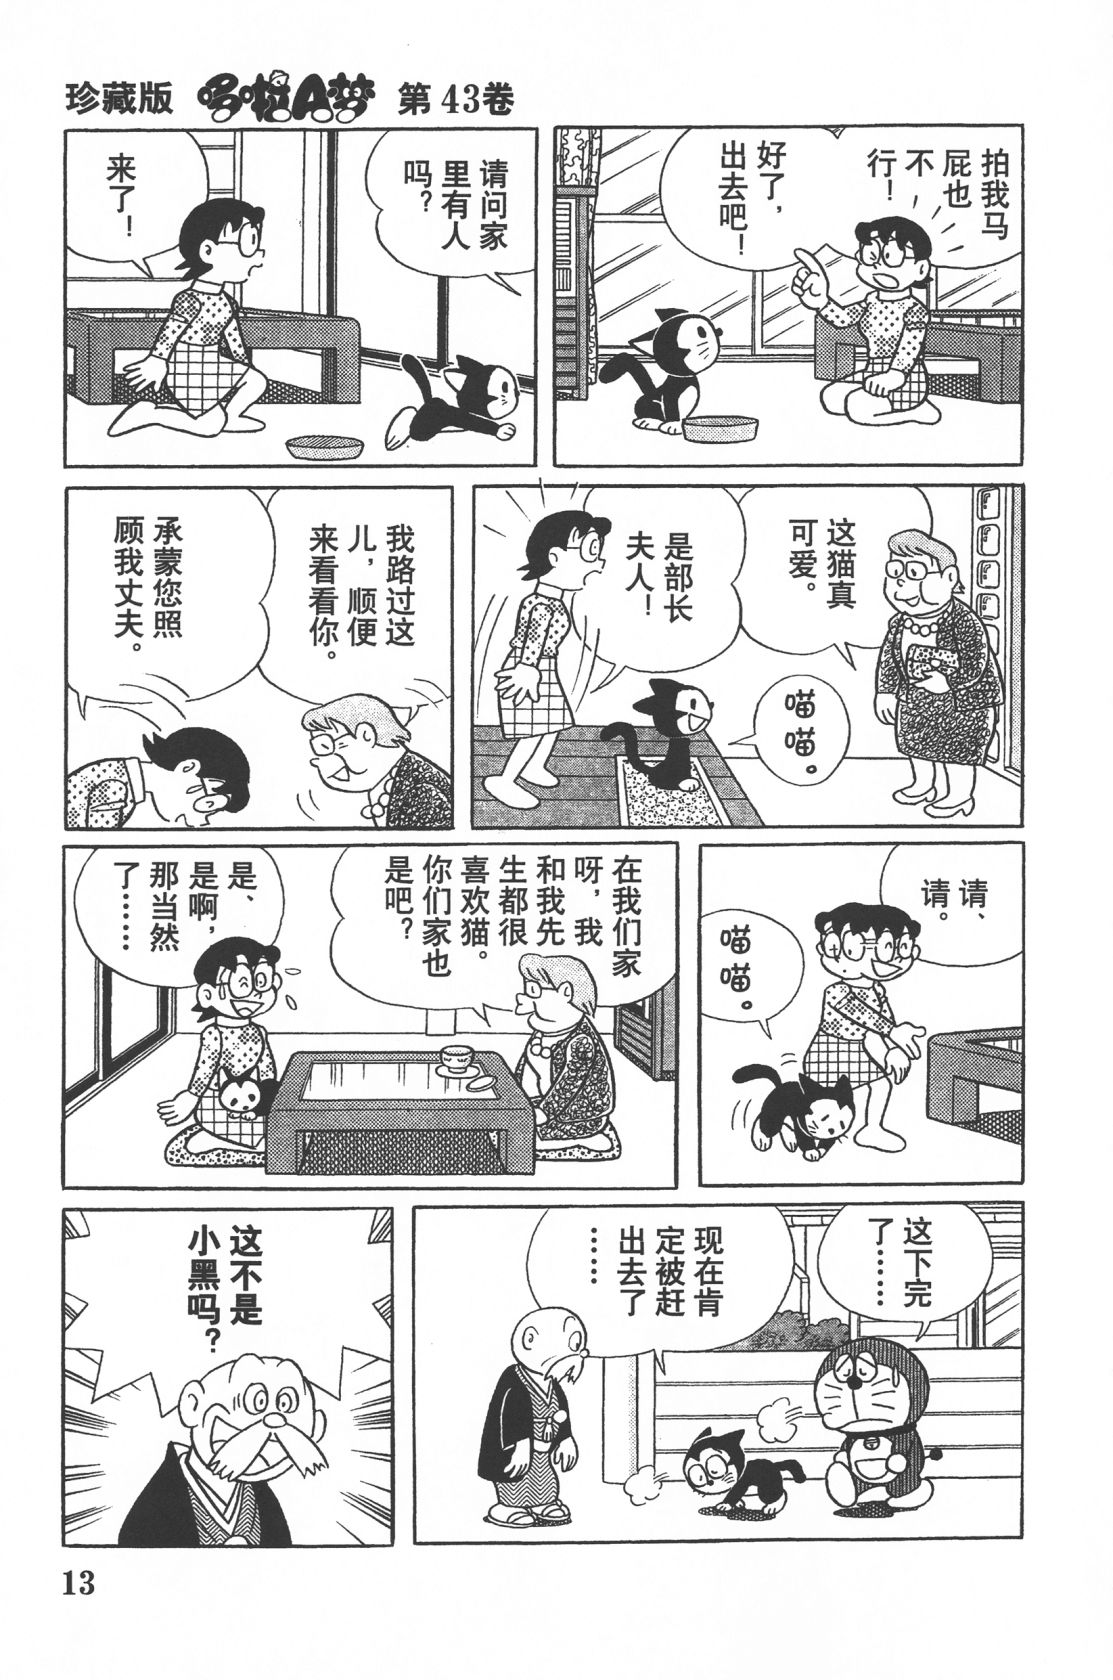 珍藏版 哆啦A梦 第43卷
拍我马
屁也
不,
行!
好了,
出去吧!
请问家
里有人
吗?
来了!
这猫真
可爱。
是部长
夫人!
喵
喵。
我路过这
儿,顺便
来看看你。
承蒙您照
顾我丈夫。
请、
请。
喵
喵。
在我们家
呀,我
和我先
生都很
喜欢猫。
你们家也
是吧?
是、
是啊,
那当然
了……
这下完
了……
现在肯
定被赶
出去了
……
这不是
小黑吗?
13